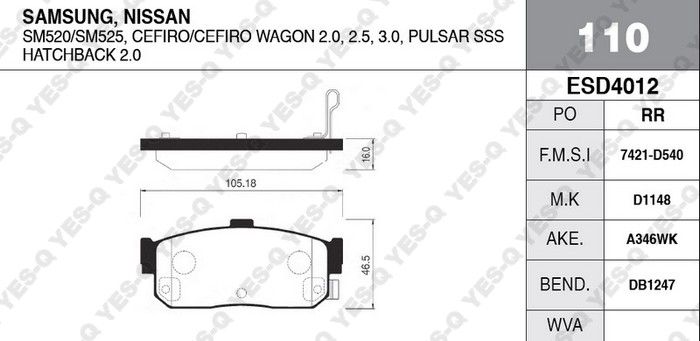 SAMSUNG, NISSAN
SM520/SM525, CEFIRO/CEFIRO WAGON 2.0, 2.5, 3.0, PULSAR SSS
HATCHBACK 2.0
110
ESD4012
PO RR
F.M.S.I 7421-D540
M.K D1148
AKE. A346WK
BEND. DB1247
WVA
16.0
105.18
46.5
YES-Q YES-Q YES-Q YES-Q YES-Q